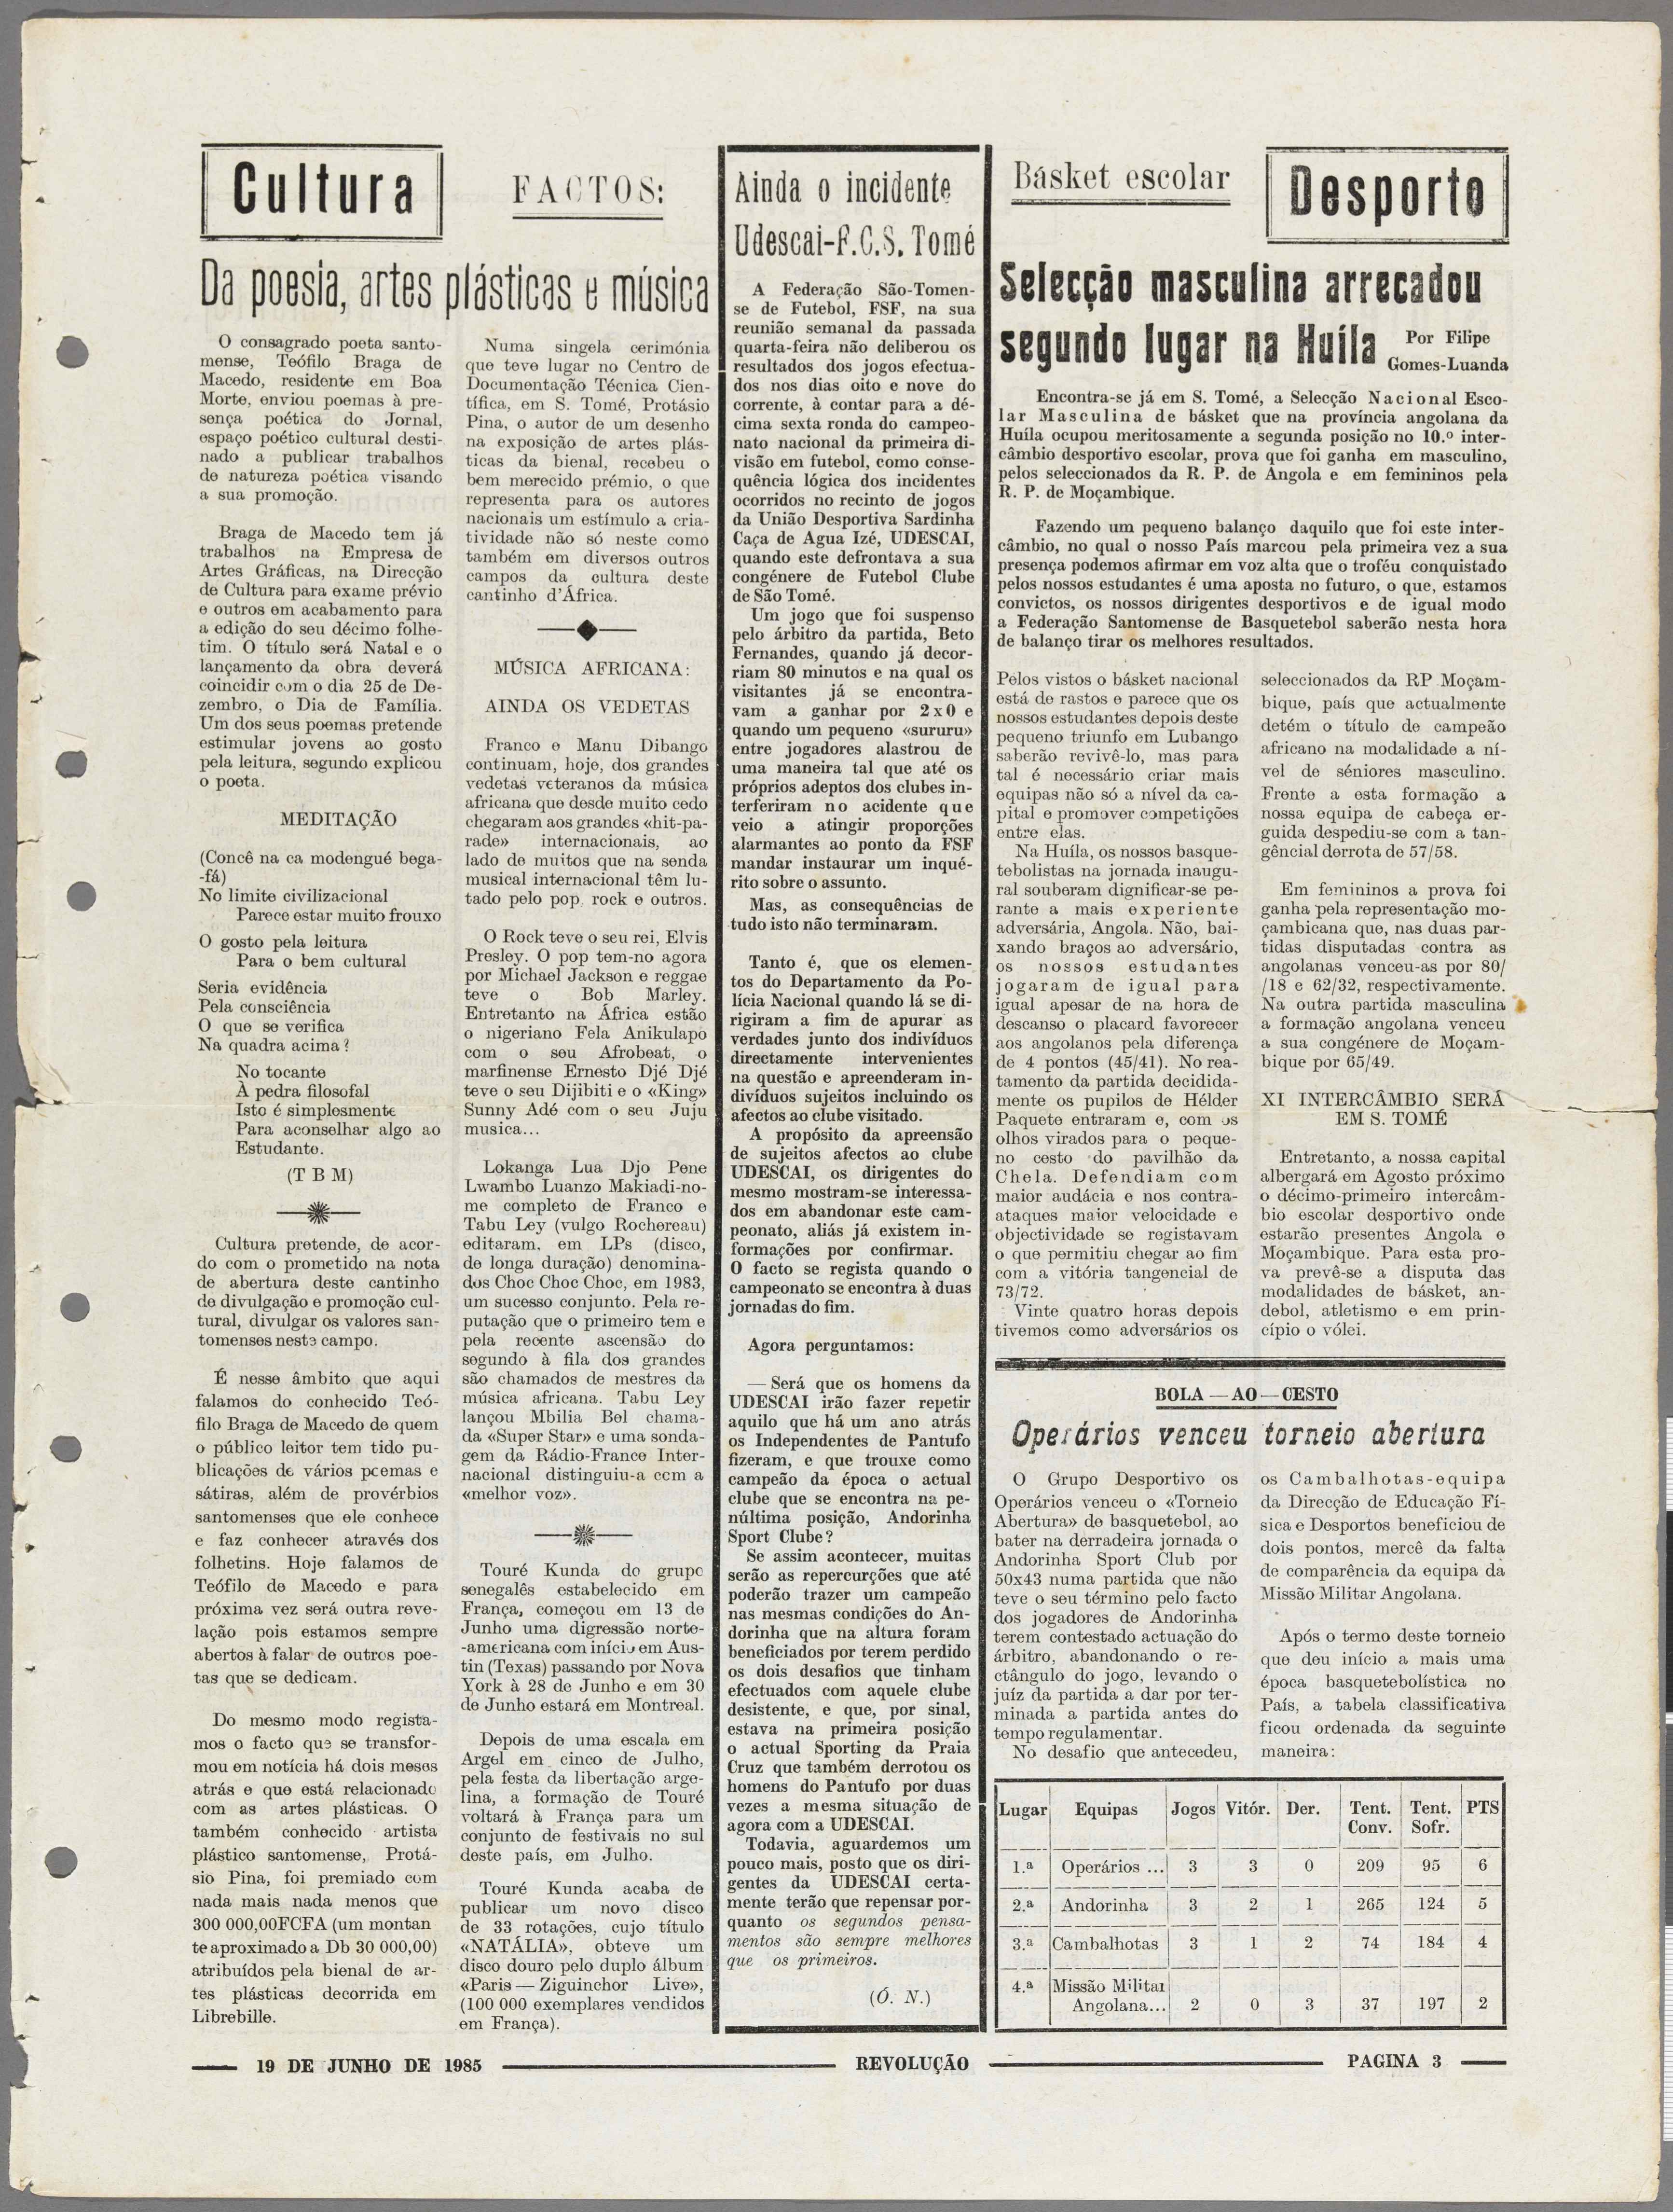 Cultura
FACTOS:
Da poesia, artes plásticas e música
O consagrado poeta santo-
mense, Teófilo Braga de
Macedo, residente em Boa
Morte, enviou poemas à pre-
sença poética do Jornal,
espaço poético cultural desti-
nado a publicar trabalhos
de natureza poética visando
a sua promoção.
Braga de Macedo tem já
trabalhos na Empresa de
Artes Gráficas, na Direcção
de Cultura para exame prévio
e outros em acabamento para
a edição do seu décimo folhe-
tim. O título será Natal e o
lançamento da obra deverá
coincidir com o dia 25 de De-
zembro, o Dia de Família.
Um dos seus poemas pretende
estimular jovens ao gosto
pela leitura, segundo explicou
o poeta.
MEDITAÇÃO
(Concê na ca modengué bega-
-fá)
No limite civilizacional
Parece estar muito frouxo
O gosto pela leitura
Para o bem cultural
Seria evidência
Pela consciência
O que se verifica
Na quadra acima?
No tocante
À pedra filosofal
Isto é simplesmente
Para aconselhar algo ao
Estudante.
(T B M)
Cultura pretende, de acor-
do com o prometido na nota
de abertura deste cantinho
de divulgação e promoção cul-
tural, divulgar os valores san-
tomenses neste campo.
É nesse âmbito que aqui
falamos do conhecido Teó-
filo Braga de Macedo de quem
o público leitor tem tido pu-
blicações de vários poemas e
sátiras, além de provérbios
santomenses que ele conhece
e faz conhecer através dos
folhetins. Hoje falamos de
Teófilo de Macedo e para
próxima vez será outra reve-
lação pois estamos sempre
abertos à falar de outros poe-
tas que se dedicam.
Do mesmo modo regista-
mos o facto que se transfor-
mou em notícia há dois meses
atrás e que está relacionado
com as artes plásticas. O
também conhecido artista
plástico santomense, Protá-
sio Pina, foi premiado com
nada mais nada menos que
300 000,00FCFA (um montan
te aproximado a Db 30 000,00)
atribuídos pela bienal de ar-
tes plásticas decorrida em
Librebille.
Numa singela cerimónia
que teve lugar no Centro de
Documentação Técnica Cien-
tífica, em S. Tomé, Protásio
Pina, o autor de um desenho
na exposição de artes plás-
ticas da bienal, recebeu o
bem merecido prémio, o que
representa para os autores
nacionais um estímulo a cria-
tividade não só neste como
também em diversos outros
campos da cultura deste
cantinho d'África.
MÚSICA AFRICANA:
AINDA OS VEDETAS
Franco e Manu Dibango
continuam, hoje, dos grandes
vedetas veteranos da música
africana que desde muito cedo
chegaram aos grandes «hit-pa-
rade» internacionais, ao
lado de muitos que na senda
musical internacional têm lu-
tado pelo pop rock e outros.
O Rock teve o seu rei, Elvis
Presley. O pop tem-no agora
por Michael Jackson e reggae
teve o Bob Marley.
Entretanto na África estão
o nigeriano Fela Anikulapo
com o seu Afrobeat, o
marfinense Ernesto Djé Djé
teve o seu Dijibiti e o «King»
Sunny Adé com o seu Juju
musica...
Lokanga Lua Djo Pene
Lwambo Luanzo Makiadi-no-
me completo de Franco e
Tabu Ley (vulgo Rochereau)
editaram, em LPs (disco,
de longa duração) denomina-
dos Choc Choc Choc, em 1983,
um sucesso conjunto. Pela re-
putação que o primeiro tem e
pela recente ascensão do
segundo à fila dos grandes
são chamados de mestres da
música africana. Tabu Ley
lançou Mbilia Bel chama-
da «Super Star» e uma sonda-
gem da Rádio-France Inter-
nacional distinguiu-a com a
«melhor voz».
Touré Kunda do grupo
senegalês estabelecido em
França, começou em 13 de
Junho uma digressão norte-
-americana com início em Aus-
tin (Texas) passando por Nova
York à 28 de Junho e em 30
de Junho estará em Montreal.
Depois de uma escala em
Argel em cinco de Julho,
pela festa da libertação arge-
lina, a formação de Touré
voltará à França para um
conjunto de festivais no sul
deste país, em Julho.
Touré Kunda acaba de
publicar um novo disco
de 33 rotações, cujo título
«NATÁLIA», obteve um
disco douro pelo duplo álbum
«Paris — Ziguinchor Live»,
(100 000 exemplares vendidos
em França).
Ainda o incidente
Udescai-F.C.S. Tomé
A Federação São-Tomen-
se de Futebol, FSF, na sua
reunião semanal da passada
quarta-feira não deliberou os
resultados dos jogos efectua-
dos nos dias oito e nove do
corrente, à contar para a dé-
cima sexta ronda do campeo-
nato nacional da primeira di-
visão em futebol, como conse-
quência lógica dos incidentes
ocorridos no recinto de jogos
da União Desportiva Sardinha
Caça de Agua Izé, UDESCAI,
quando este defrontava a sua
congénere de Futebol Clube
de São Tomé.
Um jogo que foi suspenso
pelo árbitro da partida, Beto
Fernandes, quando já decor-
riam 80 minutos e na qual os
visitantes já se encontra-
vam a ganhar por 2x0 e
quando um pequeno «sururu»
entre jogadores alastrou de
uma maneira tal que até os
próprios adeptos dos clubes in-
terferiram no acidente que
veio a atingir proporções
alarmantes ao ponto da FSF
mandar instaurar um inqué-
rito sobre o assunto.
Mas, as consequências de
tudo isto não terminaram.
Tanto é, que os elemen-
tos do Departamento da Po-
lícia Nacional quando lá se di-
rigiram a fim de apurar as
verdades junto dos indivíduos
directamente intervenientes
na questão e apreenderam in-
divíduos sujeitos incluindo os
afectos ao clube visitado.
A propósito da apreensão
de sujeitos afectos ao clube
UDESCAI, os dirigentes do
mesmo mostram-se interessa-
dos em abandonar este cam-
peonato, aliás já existem in-
formações por confirmar.
O facto se regista quando o
campeonato se encontra à duas
jornadas do fim.
Agora perguntamos:
— Será que os homens da
UDESCAI irão fazer repetir
aquilo que há um ano atrás
os Independentes de Pantufo
fizeram, e que trouxe como
campeão da época o actual
clube que se encontra na pe-
núltima posição, Andorinha
Sport Clube?
Se assim acontecer, muitas
serão as repercurções que até
poderão trazer um campeão
nas mesmas condições do An-
dorinha que na altura foram
beneficiados por terem perdido
os dois desafios que tinham
efectuados com aquele clube
desistente, e que, por sinal,
estava na primeira posição
o actual Sporting da Praia
Cruz que também derrotou os
homens do Pantufo por duas
vezes a mesma situação de
agora com a UDESCAI.
Todavia, aguardemos um
pouco mais, posto que os diri-
gentes da UDESCAI certa-
mente terão que repensar por-
quanto os segundos pensa-
mentos são sempre melhores
que os primeiros.
(Ó. N.)
Básket escolar
Desporto
Selecção masculina arrecadou
segundo lugar na Huíla
Por Filipe
Gomes-Luanda
Encontra-se já em S. Tomé, a Selecção Nacional Esco-
lar Masculina de básket que na província angolana da
Huíla ocupou meritosamente a segunda posição no 10.º inter-
câmbio desportivo escolar, prova que foi ganha em masculino,
pelos seleccionados da R. P. de Angola e em femininos pela
R. P. de Moçambique.
Fazendo um pequeno balanço daquilo que foi este inter-
câmbio, no qual o nosso País marcou pela primeira vez a sua
presença podemos afirmar em voz alta que o troféu conquistado
pelos nossos estudantes é uma aposta no futuro, o que, estamos
convictos, os nossos dirigentes desportivos e de igual modo
a Federação Santomense de Basquetebol saberão nesta hora
de balanço tirar os melhores resultados.
Pelos vistos o básket nacional
está de rastos e parece que os
nossos estudantes depois deste
pequeno triunfo em Lubango
saberão revivê-lo, mas para
tal é necessário criar mais
equipas não só a nível da ca-
pital e promover competições
entre elas.
Na Huíla, os nossos basque-
tebolistas na jornada inaugu-
ral souberam dignificar-se pe-
rante a mais experiente
adversária, Angola. Não, bai-
xando braços ao adversário,
os nossos estudantes
jogaram de igual para
igual apesar de na hora de
descanso o placard favorecer
aos angolanos pela diferença
de 4 pontos (45/41). No rea-
tamento da partida decidida-
mente os pupilos de Hélder
Paquete entraram e, com os
olhos virados para o peque-
no cesto do pavilhão da
Chela. Defendiam com
maior audácia e nos contra-
ataques maior velocidade e
objectividade se registavam
o que permitiu chegar ao fim
com a vitória tangencial de
73/72.
Vinte quatro horas depois
tivemos como adversários os
seleccionados da RP Moçam-
bique, país que actualmente
detém o título de campeão
africano na modalidade a ní-
vel de séniores masculino.
Frente a esta formação a
nossa equipa de cabeça er-
guida despediu-se com a tan-
gêncial derrota de 57/58.
Em femininos a prova foi
ganha pela representação mo-
çambicana que, nas duas par-
tidas disputadas contra as
angolanas venceu-as por 80/
/18 e 62/32, respectivamente.
Na outra partida masculina
a formação angolana venceu
a sua congénere de Moçam-
bique por 65/49.
XI INTERCÂMBIO SERÁ
EM S. TOMÉ
Entretanto, a nossa capital
albergará em Agosto próximo
o décimo-primeiro intercâm-
bio escolar desportivo onde
estarão presentes Angola e
Moçambique. Para esta pro-
va prevê-se a disputa das
modalidades de básket, an-
debol, atletismo e em prin-
cípio o vólei.
BOLA — AO — CESTO
Operários venceu torneio abertura
O Grupo Desportivo os
Operários venceu o «Torneio
Abertura» de basquetebol, ao
bater na derradeira jornada o
Andorinha Sport Club por
50x43 numa partida que não
teve o seu término pelo facto
dos jogadores de Andorinha
terem contestado actuação do
árbitro, abandonando o re-
ctângulo do jogo, levando o
juíz da partida a dar por ter-
minada a partida antes do
tempo regulamentar.
No desafio que antecedeu,
os Cambalhotas-equipa
da Direcção de Educação Fí-
sica e Desportos beneficiou de
dois pontos, mercê da falta
de comparência da equipa da
Missão Militar Angolana.
Após o termo deste torneio
que deu início a mais uma
época basquetebolística no
País, a tabela classificativa
ficou ordenada da seguinte
maneira:
Lugar Equipas Jogos Vitór. Der. Tent. Conv. Tent. Sofr. PTS
1.ª Operários ... 3 3 0 209 95 6
2.ª Andorinha 3 2 1 265 124 5
3.ª Cambalhotas 3 1 2 74 184 4
4.ª Missão Militar
Angolana... 2 0 3 37 197 2
19 DE JUNHO DE 1985
REVOLUÇÃO
PAGINA 3